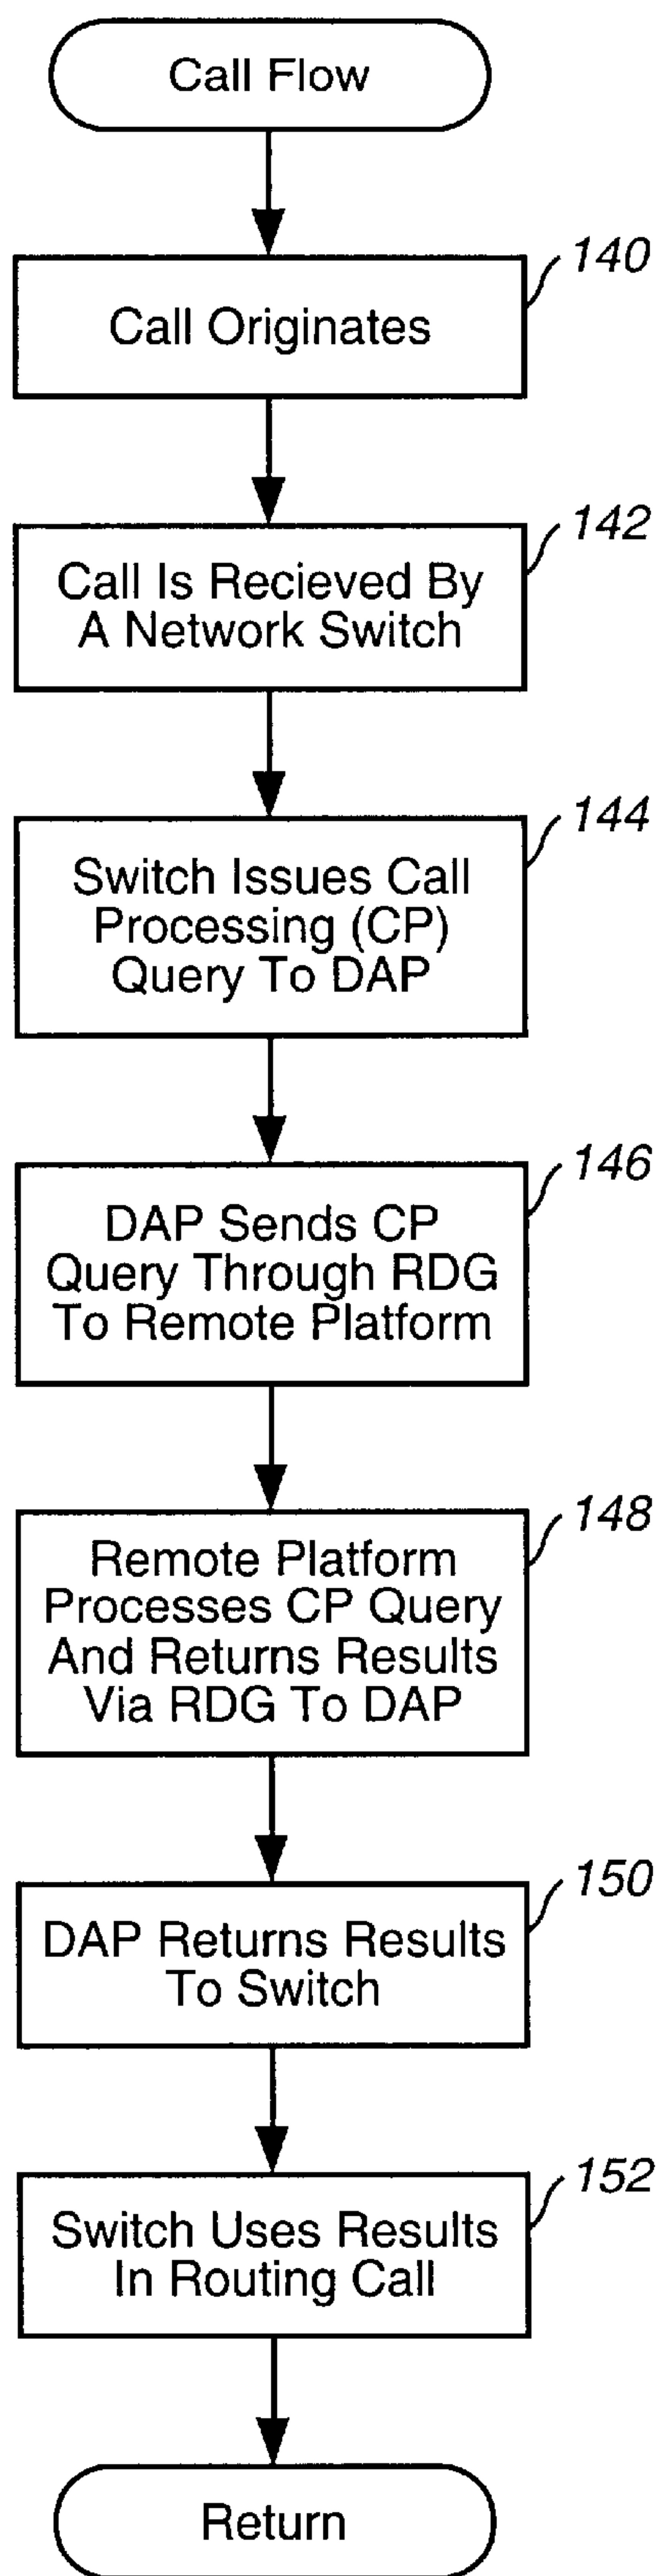 Call Flow
140
Call Originates
142
Call Is Recieved By
A Network Switch
144
Switch Issues Call
Processing (CP)
Query To DAP
146
DAP Sends CP
Query Through RDG
To Remote Platform
148
Remote Platform
Processes CP Query
And Returns Results
Via RDG To DAP
150
DAP Returns Results
To Switch
152
Switch Uses Results
In Routing Call
Return